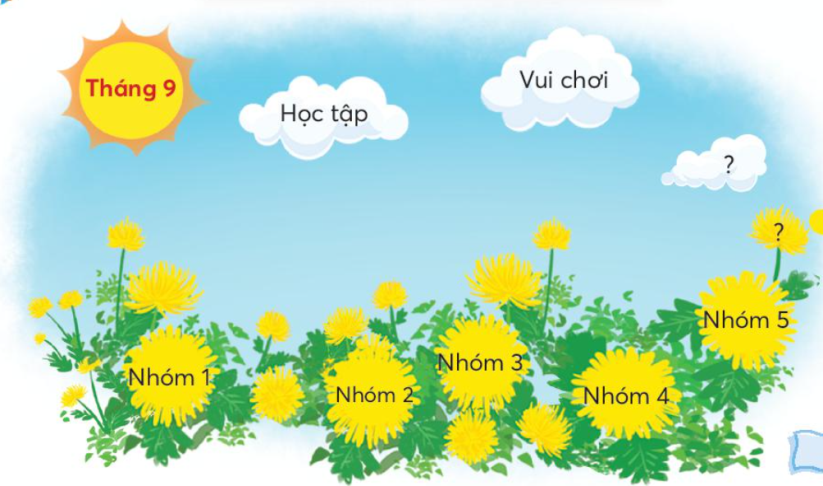 Tháng 9
Học tập
Vui chơi
?
?
Nhóm 1
Nhóm 2
Nhóm 3
Nhóm 4
Nhóm 5